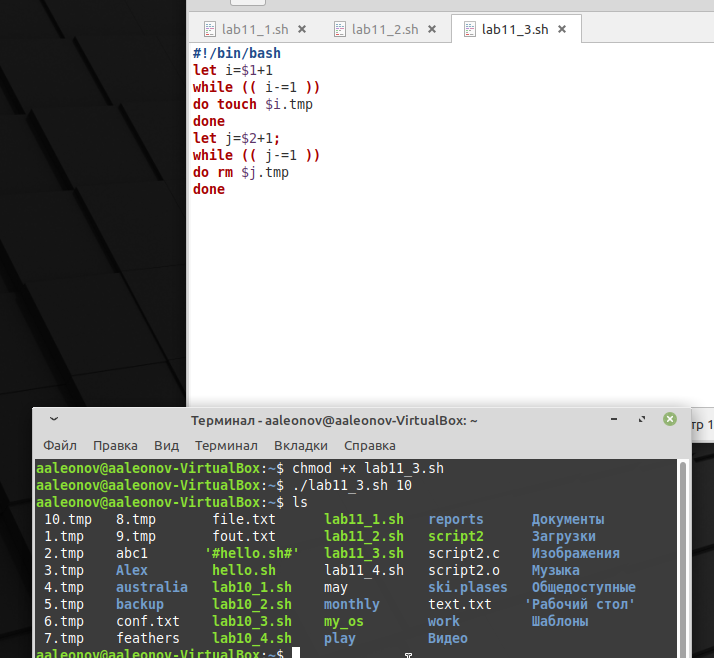 lab11_1.sh × lab11_2.sh × lab11_3.sh ×
#!/bin/bash
let i=$1+1
while (( i-=1 ))
do touch $i.tmp
done
let j=$2+1;
while (( j-=1 ))
do rm $j.tmp
done
тр 1
Терминал - aaleonov@aaleonov-VirtualBox: ~
Файл Правка Вид Терминал Вкладки Справка
aaleonov@aaleonov-VirtualBox:~$ chmod +x lab11_3.sh
aaleonov@aaleonov-VirtualBox:~$ ./lab11_3.sh 10
aaleonov@aaleonov-VirtualBox:~$ ls
10.tmp 8.tmp file.txt lab11_1.sh reports Документы
1.tmp 9.tmp fout.txt lab11_2.sh script2 Загрузки
2.tmp abc1 '#hello.sh#' lab11_3.sh script2.c Изображения
3.tmp Alex hello.sh lab11_4.sh script2.o Музыка
4.tmp australia lab10_1.sh may ski.plases Общедоступные
5.tmp backup lab10_2.sh monthly text.txt 'Рабочий стол'
6.tmp conf.txt lab10_3.sh my_os work Шаблоны
7.tmp feathers lab10_4.sh play Видео
aaleonov@aaleonov-VirtualBox:~$